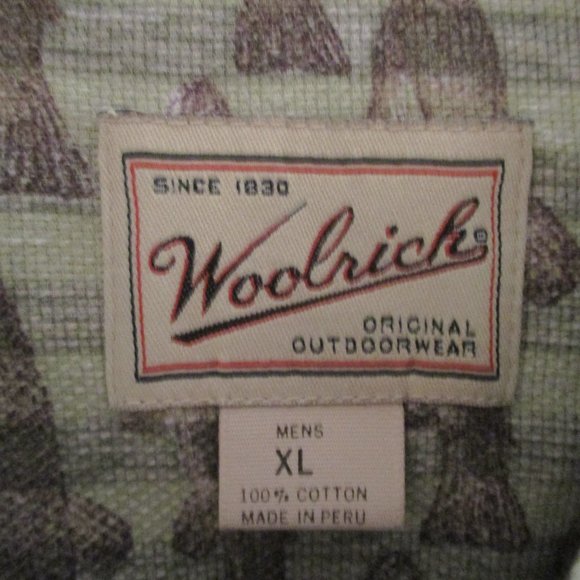 SINCE 1830
Woolrich®
ORIGINAL
OUTDOORWEAR
MENS
XL
100% COTTON
MADE IN PERU